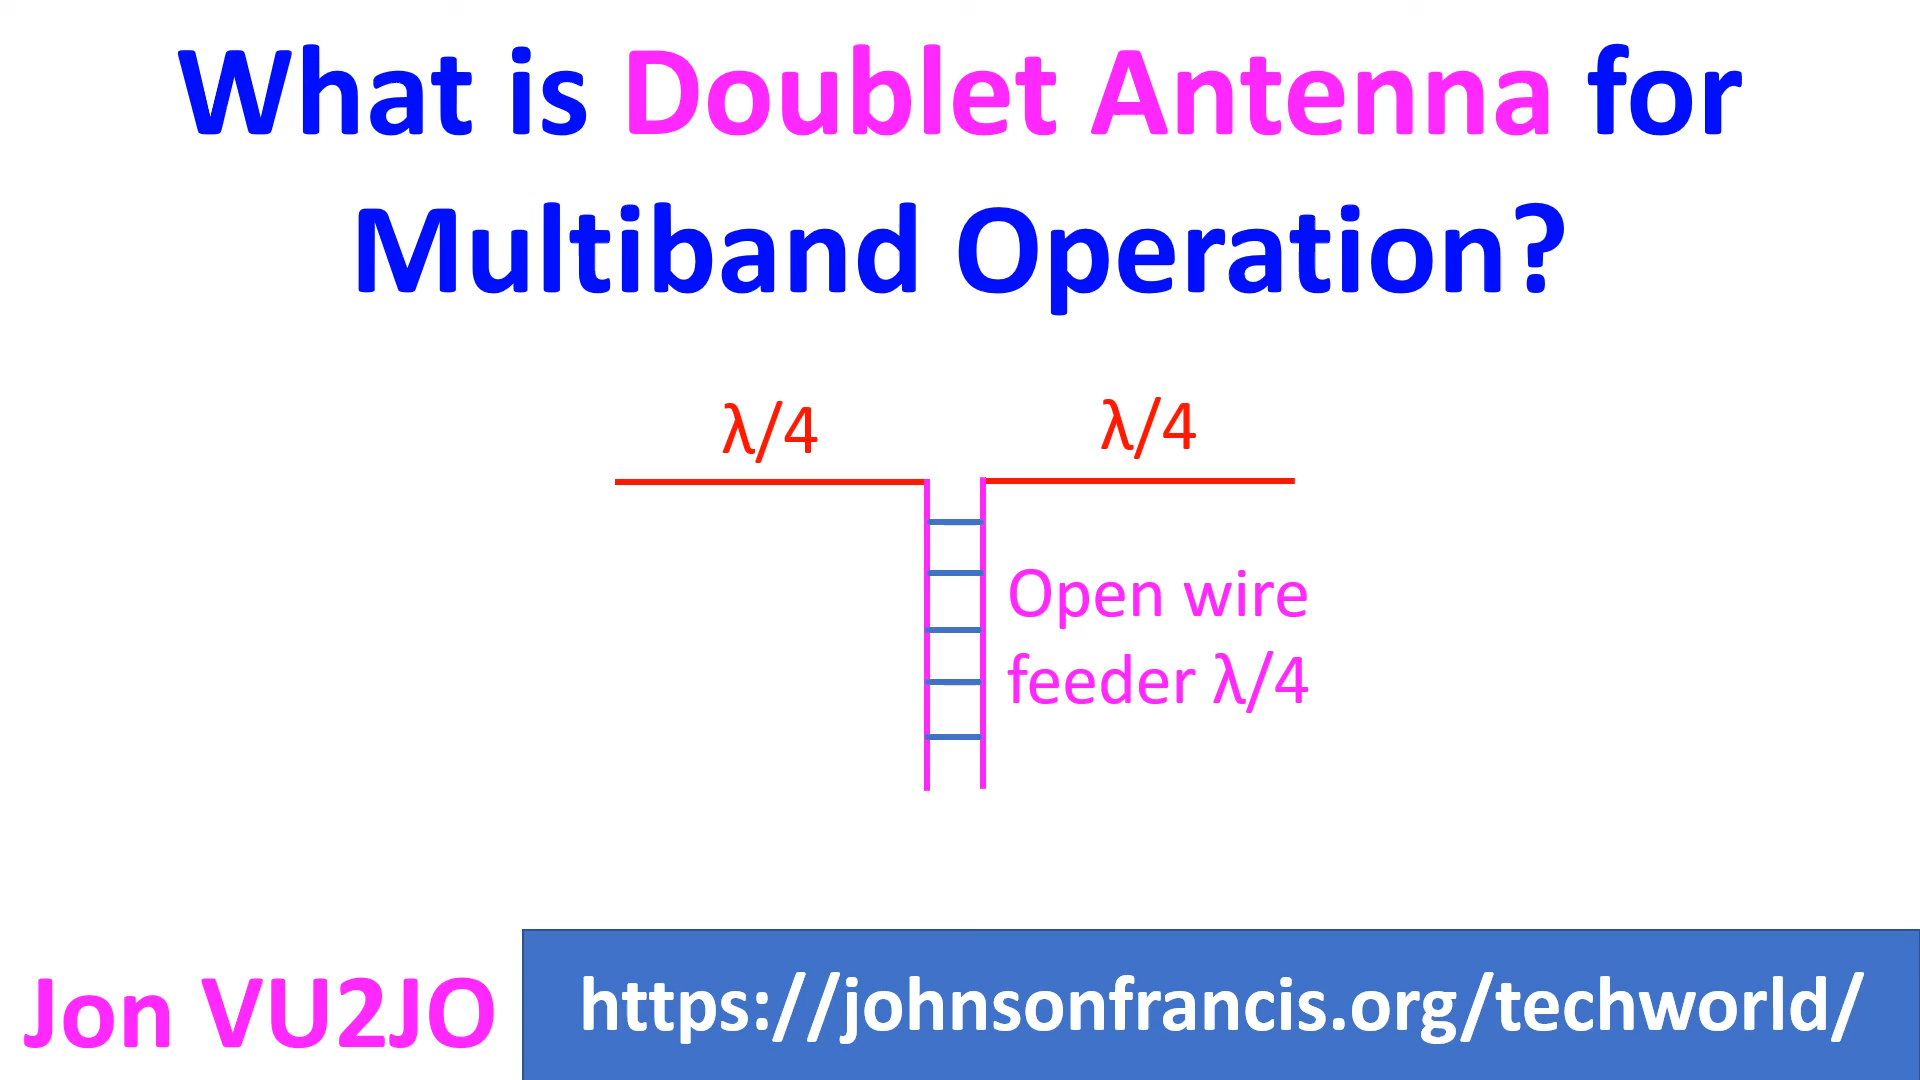 What is Doublet Antenna for
Multiband Operation?
λ/4
λ/4
Open wire
feeder λ/4
Jon VU2JO
https://johnsonfrancis.org/techworld/